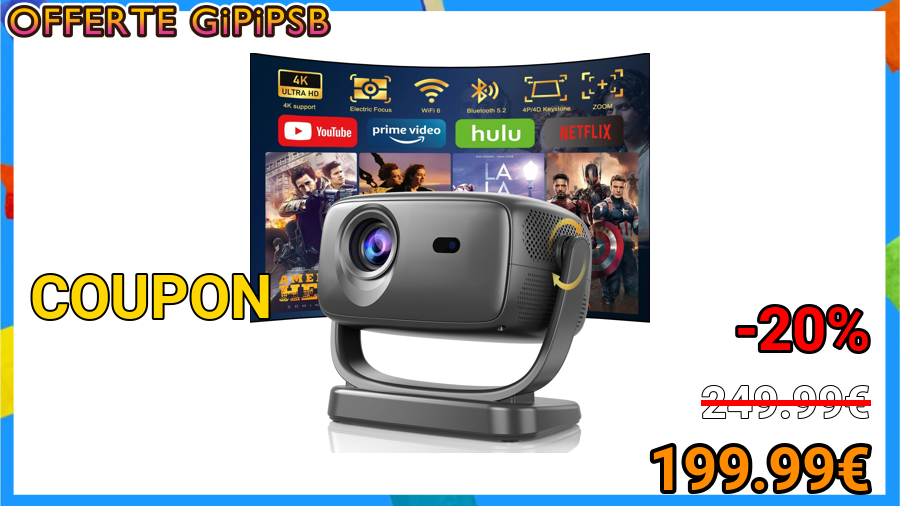 OFFERTE GiPiPSB
4K
ULTRA HD
4K support
Electric Focus
WiFi 6
Bluetooth 5.2
4P/4D Keystone
ZOOM
YouTube
prime video
hulu
NETFLIX
LA
LA
COUPON
-20%
249.99€
199.99€